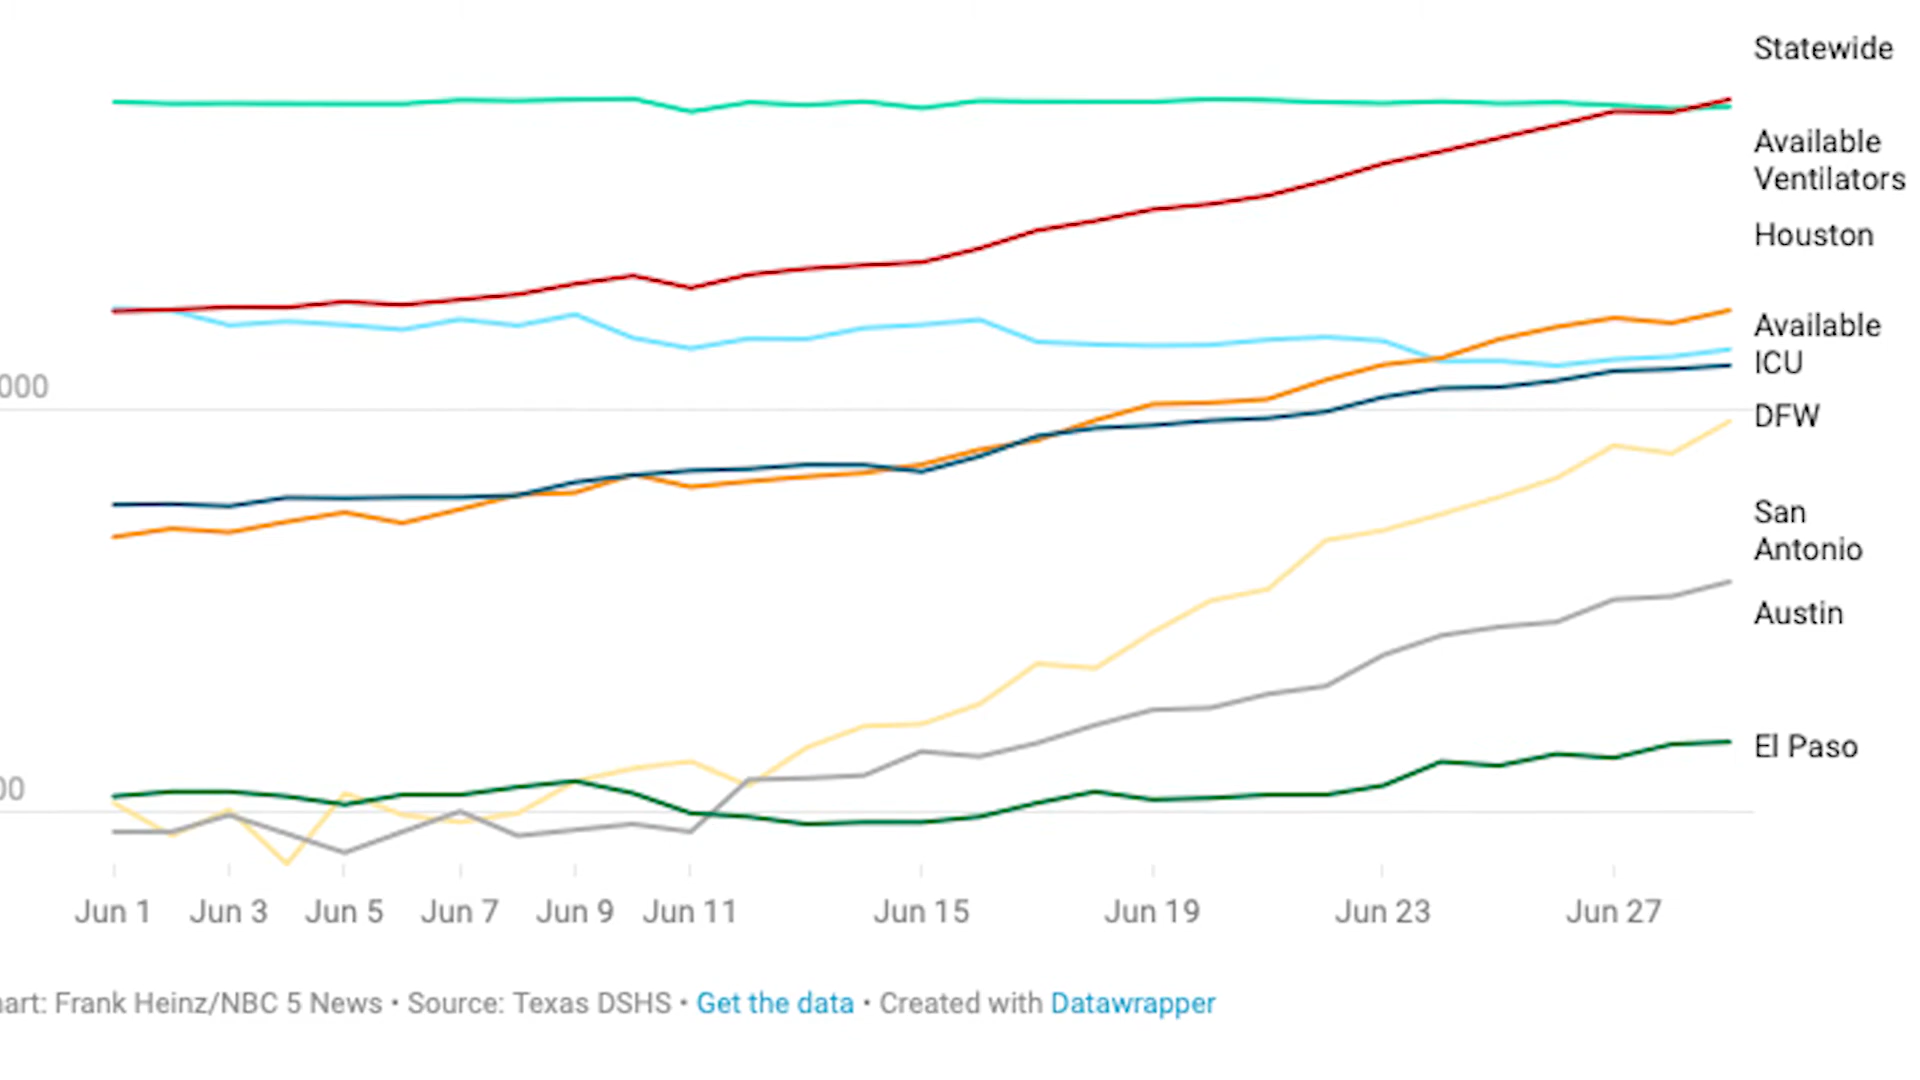 Statewide
Available
Ventilators
Houston
Available
ICU
000
DFW
San
Antonio
Austin
El Paso
00
Jun 1 Jun 3 Jun 5 Jun 7 Jun 9 Jun 11 Jun 15 Jun 19 Jun 23 Jun 27
art: Frank Heinz/NBC 5 News • Source: Texas DSHS • Get the data • Created with Datawrapper